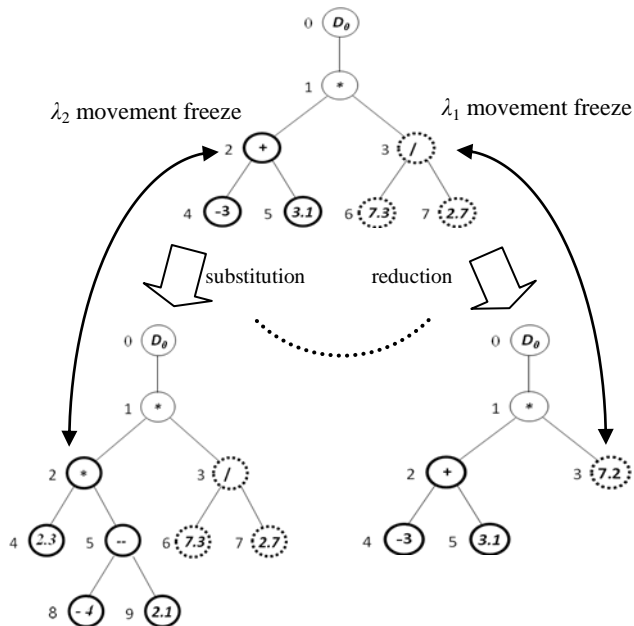 0 D₀
1 *
λ₂ movement freeze
λ₁ movement freeze
2 +
3 /
4 -3
5 3.1
6 7.3
7 2.7
substitution
reduction
0 D₀
1 *
2 *
3 /
4 2.3
5 --
6 7.3
7 2.7
8 - 4
9 2.1
0 D₀
1 *
2 +
3 7.2
4 -3
5 3.1